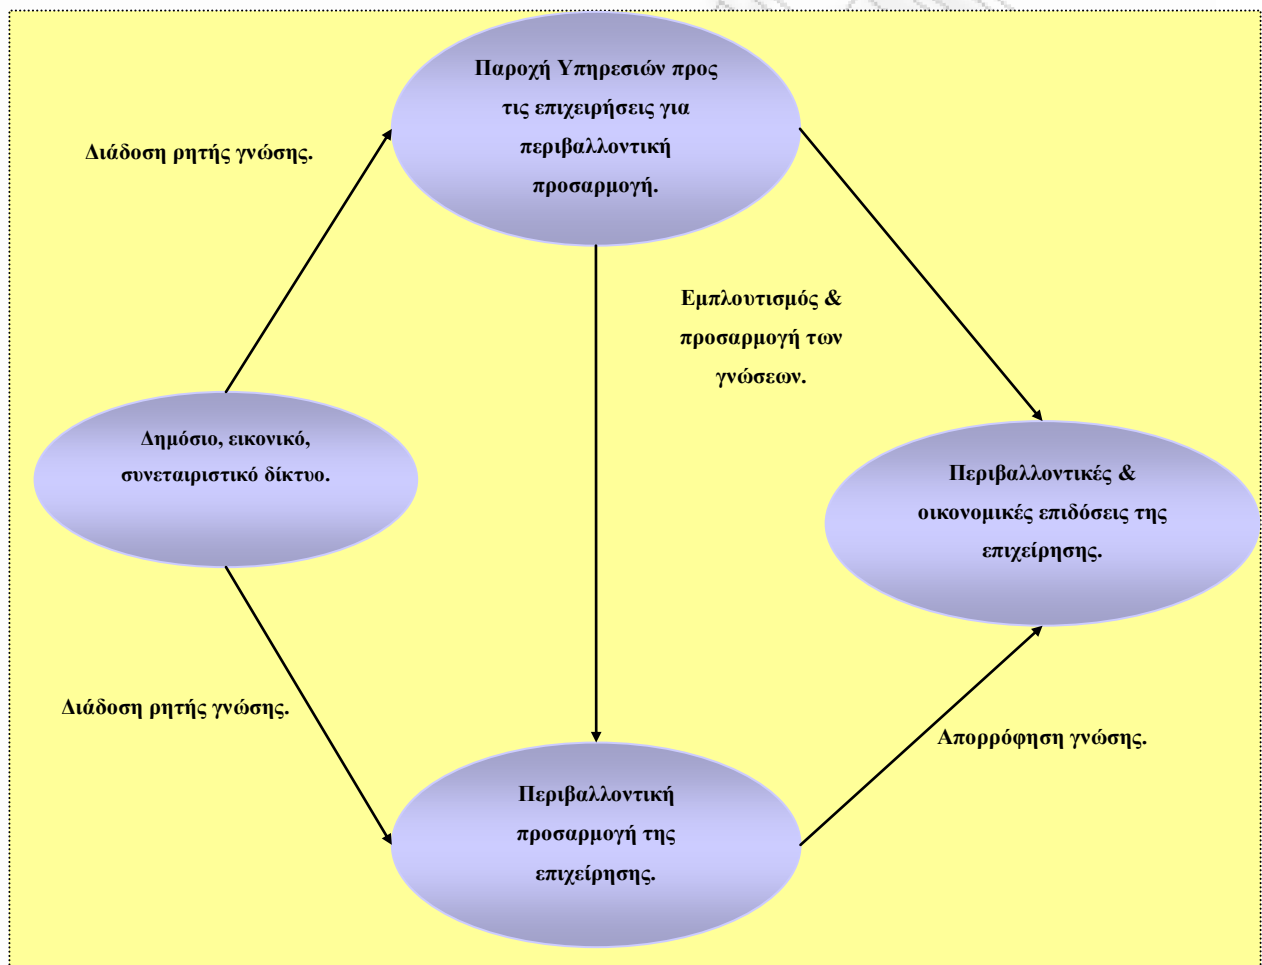 Παροχή Υπηρεσιών προς
τις επιχειρήσεις για
περιβαλλοντική
προσαρμογή.
Διάδοση ρητής γνώσης.
Εμπλουτισμός &
προσαρμογή των
γνώσεων.
Δημόσιο, εικονικό,
συνεταιριστικό δίκτυο.
Περιβαλλοντικές &
οικονομικές επιδόσεις της
επιχείρησης.
Διάδοση ρητής γνώσης.
Απορρόφηση γνώσης.
Περιβαλλοντική
προσαρμογή της
επιχείρησης.